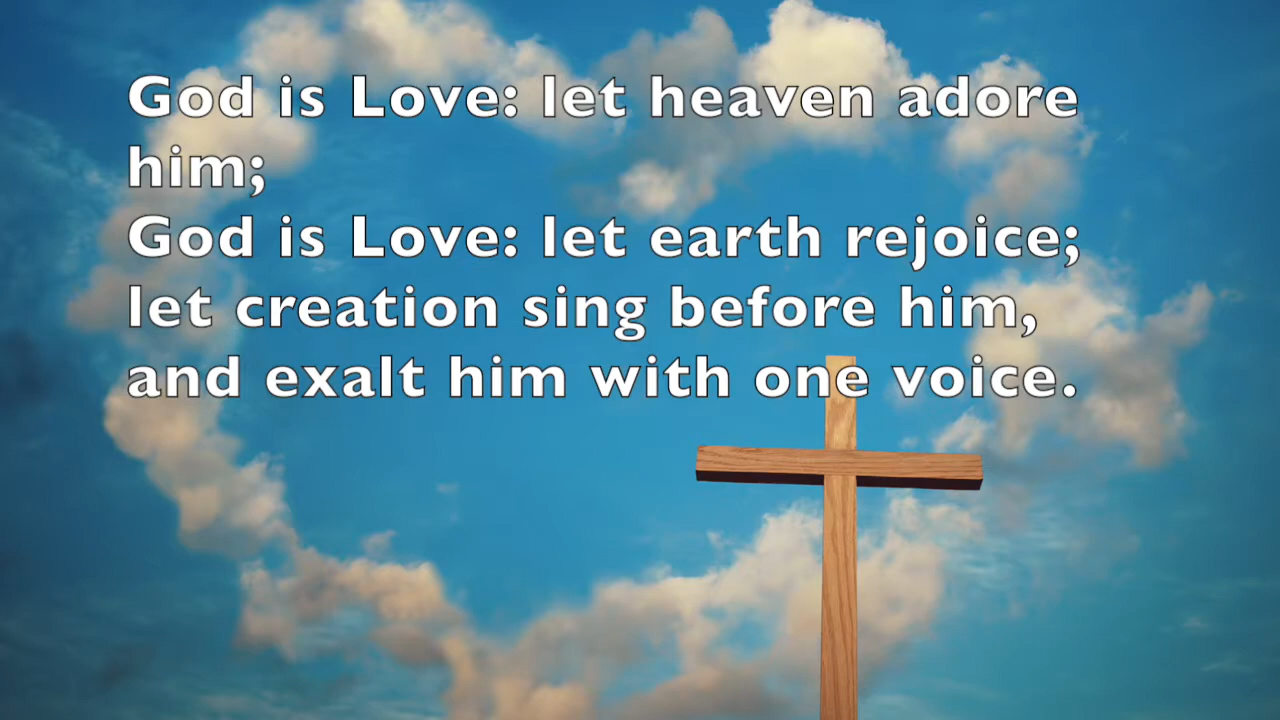 God is Love: let heaven adore
him;
God is Love: let earth rejoice;
let creation sing before him,
and exalt him with one voice.